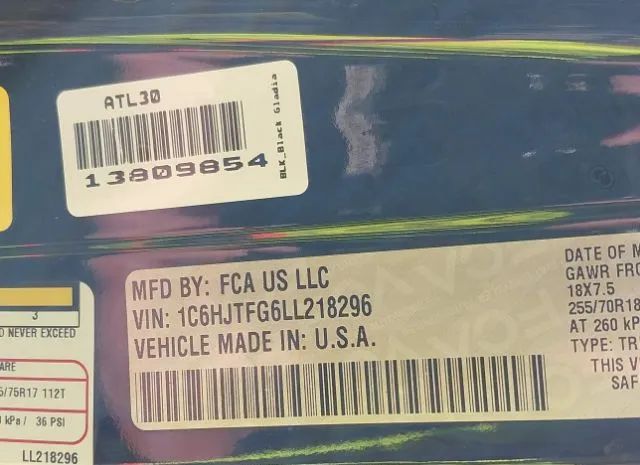 ATL30
13809854
BLK_Black Gladia
MFD BY: FCA US LLC
VIN: 1C6HJTFG6LL218296
VEHICLE MADE IN: U.S.A.
DATE OF M
GAWR FRO
18X7.5
255/70R18
AT 260 kP
TYPE: TR
THIS V
SAF
3
D NEVER EXCEED
ARE
5/75R17 112T
kPa / 36 PSI
LL218296